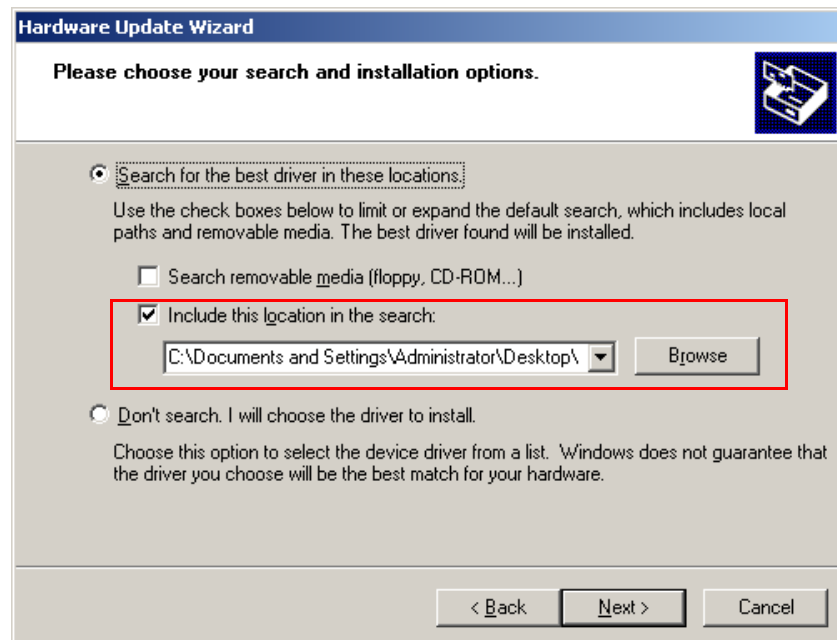 Hardware Update Wizard
Please choose your search and installation options.
Search for the best driver in these locations.
Use the check boxes below to limit or expand the default search, which includes local
paths and removable media. The best driver found will be installed.
Search removable media (floppy, CD-ROM...)
Include this location in the search:
C:\Documents and Settings\Administrator\Desktop\
Browse
Don't search. I will choose the driver to install.
Choose this option to select the device driver from a list. Windows does not guarantee that
the driver you choose will be the best match for your hardware.
< Back
Next >
Cancel